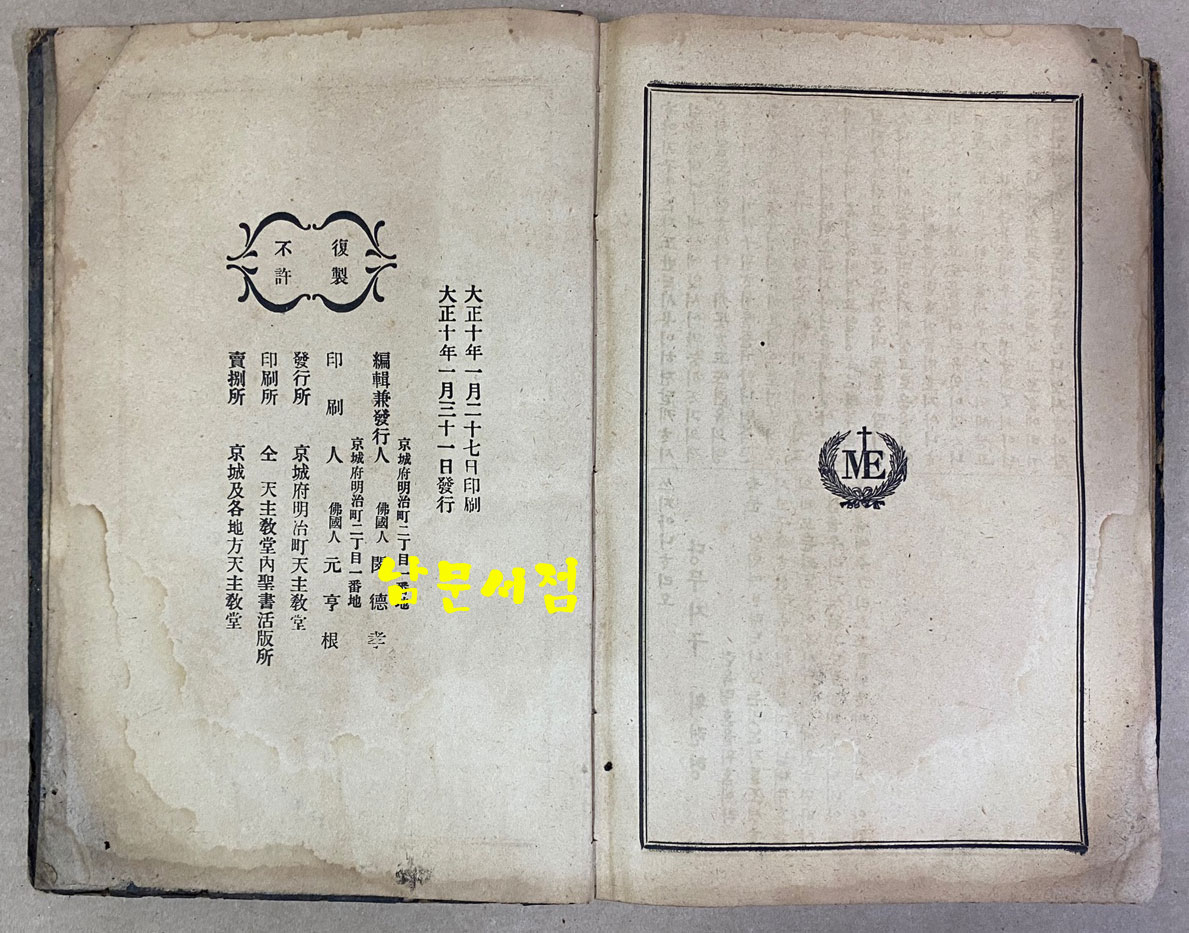 ME
大正十年一月二十七日印刷
大正十年一月三十一日發行
京城府明治町二丁目一番地
編輯兼發行人 佛國人 閔德孝
京城府明治町二丁目一番地
印刷人 佛國人 元亨根
發行所 京城府明治町天主敎堂
印刷所 仝 天主敎堂內聖書活版所
賣捌所 京城及各地方天主敎堂
復製
不許
남문서점